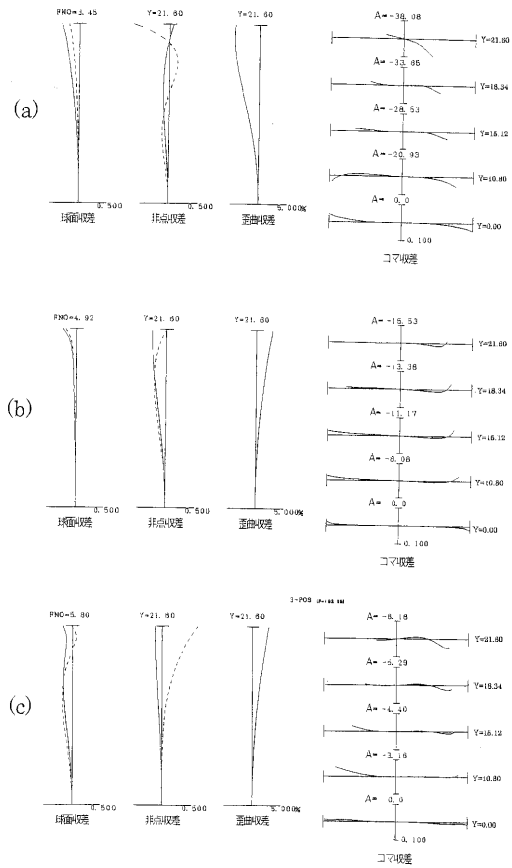 (a)
FNO=3.45
Y=21.60
Y=21.60
0.500
0.500
5.000%
球面収差
非点収差
歪曲収差
A= -38.08
Y=21.60
A= -33.65
Y=18.34
A= -28.53
Y=15.12
A= -20.93
Y=10.80
A= 0.0
Y=0.00
0.100
コマ収差
(b)
FNO=4.92
Y=21.60
Y=21.60
0.500
0.500
5.000%
球面収差
非点収差
歪曲収差
A= -15.53
Y=21.60
A= -13.38
Y=18.34
A= -11.17
Y=15.12
A= -8.08
Y=10.80
A= 0.0
Y=0.00
0.100
コマ収差
(c)
FNO=5.80
Y=21.60
Y=21.60
0.500
0.500
5.000%
球面収差
非点収差
歪曲収差
3-POS
A= -6.18
Y=21.60
A= -5.29
Y=18.34
A= -4.40
Y=15.12
A= -3.16
Y=10.80
A= 0.0
Y=0.00
0.100
コマ収差